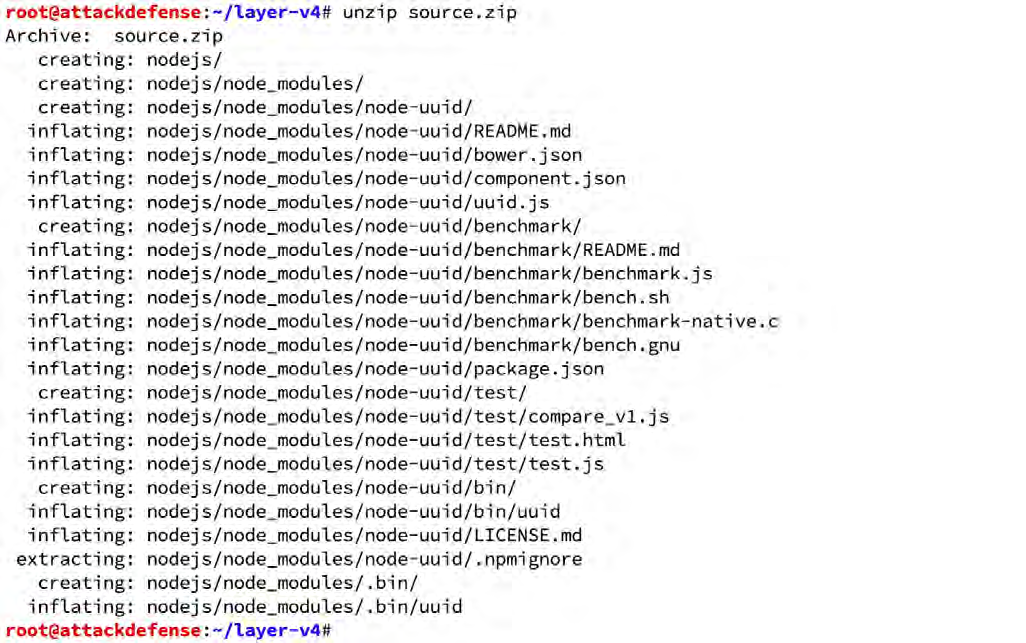 root@attackdefense:~/layer-v4# unzip source.zip
Archive:  source.zip
   creating: nodejs/
   creating: nodejs/node_modules/
   creating: nodejs/node_modules/node-uuid/
  inflating: nodejs/node_modules/node-uuid/README.md
  inflating: nodejs/node_modules/node-uuid/bower.json
  inflating: nodejs/node_modules/node-uuid/component.json
  inflating: nodejs/node_modules/node-uuid/uuid.js
   creating: nodejs/node_modules/node-uuid/benchmark/
  inflating: nodejs/node_modules/node-uuid/benchmark/README.md
  inflating: nodejs/node_modules/node-uuid/benchmark/benchmark.js
  inflating: nodejs/node_modules/node-uuid/benchmark/bench.sh
  inflating: nodejs/node_modules/node-uuid/benchmark/benchmark-native.c
  inflating: nodejs/node_modules/node-uuid/benchmark/bench.gnu
  inflating: nodejs/node_modules/node-uuid/package.json
   creating: nodejs/node_modules/node-uuid/test/
  inflating: nodejs/node_modules/node-uuid/test/compare_v1.js
  inflating: nodejs/node_modules/node-uuid/test/test.html
  inflating: nodejs/node_modules/node-uuid/test/test.js
   creating: nodejs/node_modules/node-uuid/bin/
  inflating: nodejs/node_modules/node-uuid/bin/uuid
  inflating: nodejs/node_modules/node-uuid/LICENSE.md
 extracting: nodejs/node_modules/node-uuid/.npmignore
   creating: nodejs/node_modules/.bin/
  inflating: nodejs/node_modules/.bin/uuid
root@attackdefense:~/layer-v4#